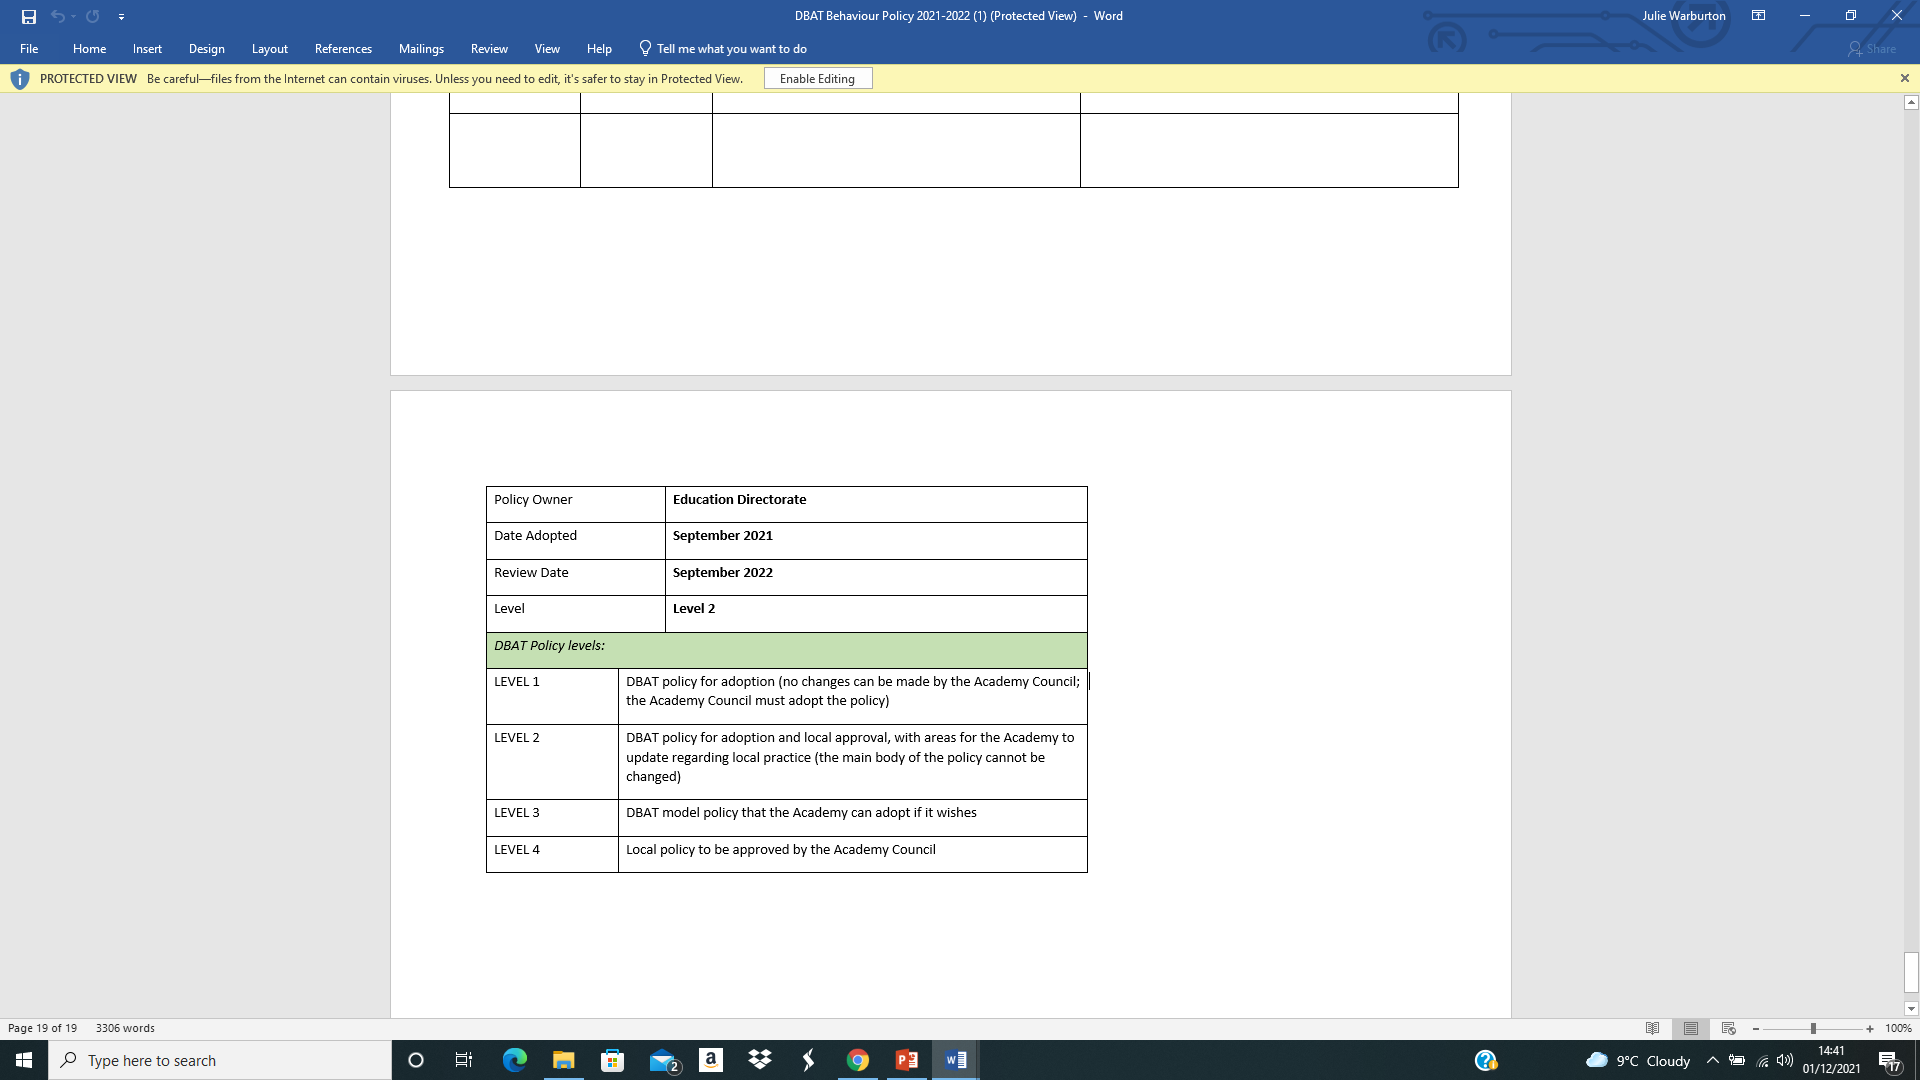 DBAT Behaviour Policy 2021-2022 (1) (Protected View) - Word
Julie Warburton
File Home Insert Design Layout References Mailings Review View Help Tell me what you want to do
Share
PROTECTED VIEW Be careful—files from the Internet can contain viruses. Unless you need to edit, it's safer to stay in Protected View. Enable Editing
Policy Owner Education Directorate
Date Adopted September 2021
Review Date September 2022
Level Level 2
DBAT Policy levels:
LEVEL 1 DBAT policy for adoption (no changes can be made by the Academy Council;
the Academy Council must adopt the policy)
LEVEL 2 DBAT policy for adoption and local approval, with areas for the Academy to
update regarding local practice (the main body of the policy cannot be
changed)
LEVEL 3 DBAT model policy that the Academy can adopt if it wishes
LEVEL 4 Local policy to be approved by the Academy Council
Page 19 of 19 3306 words
100%
Type here to search
2
9°C Cloudy
14:41
01/12/2021
17